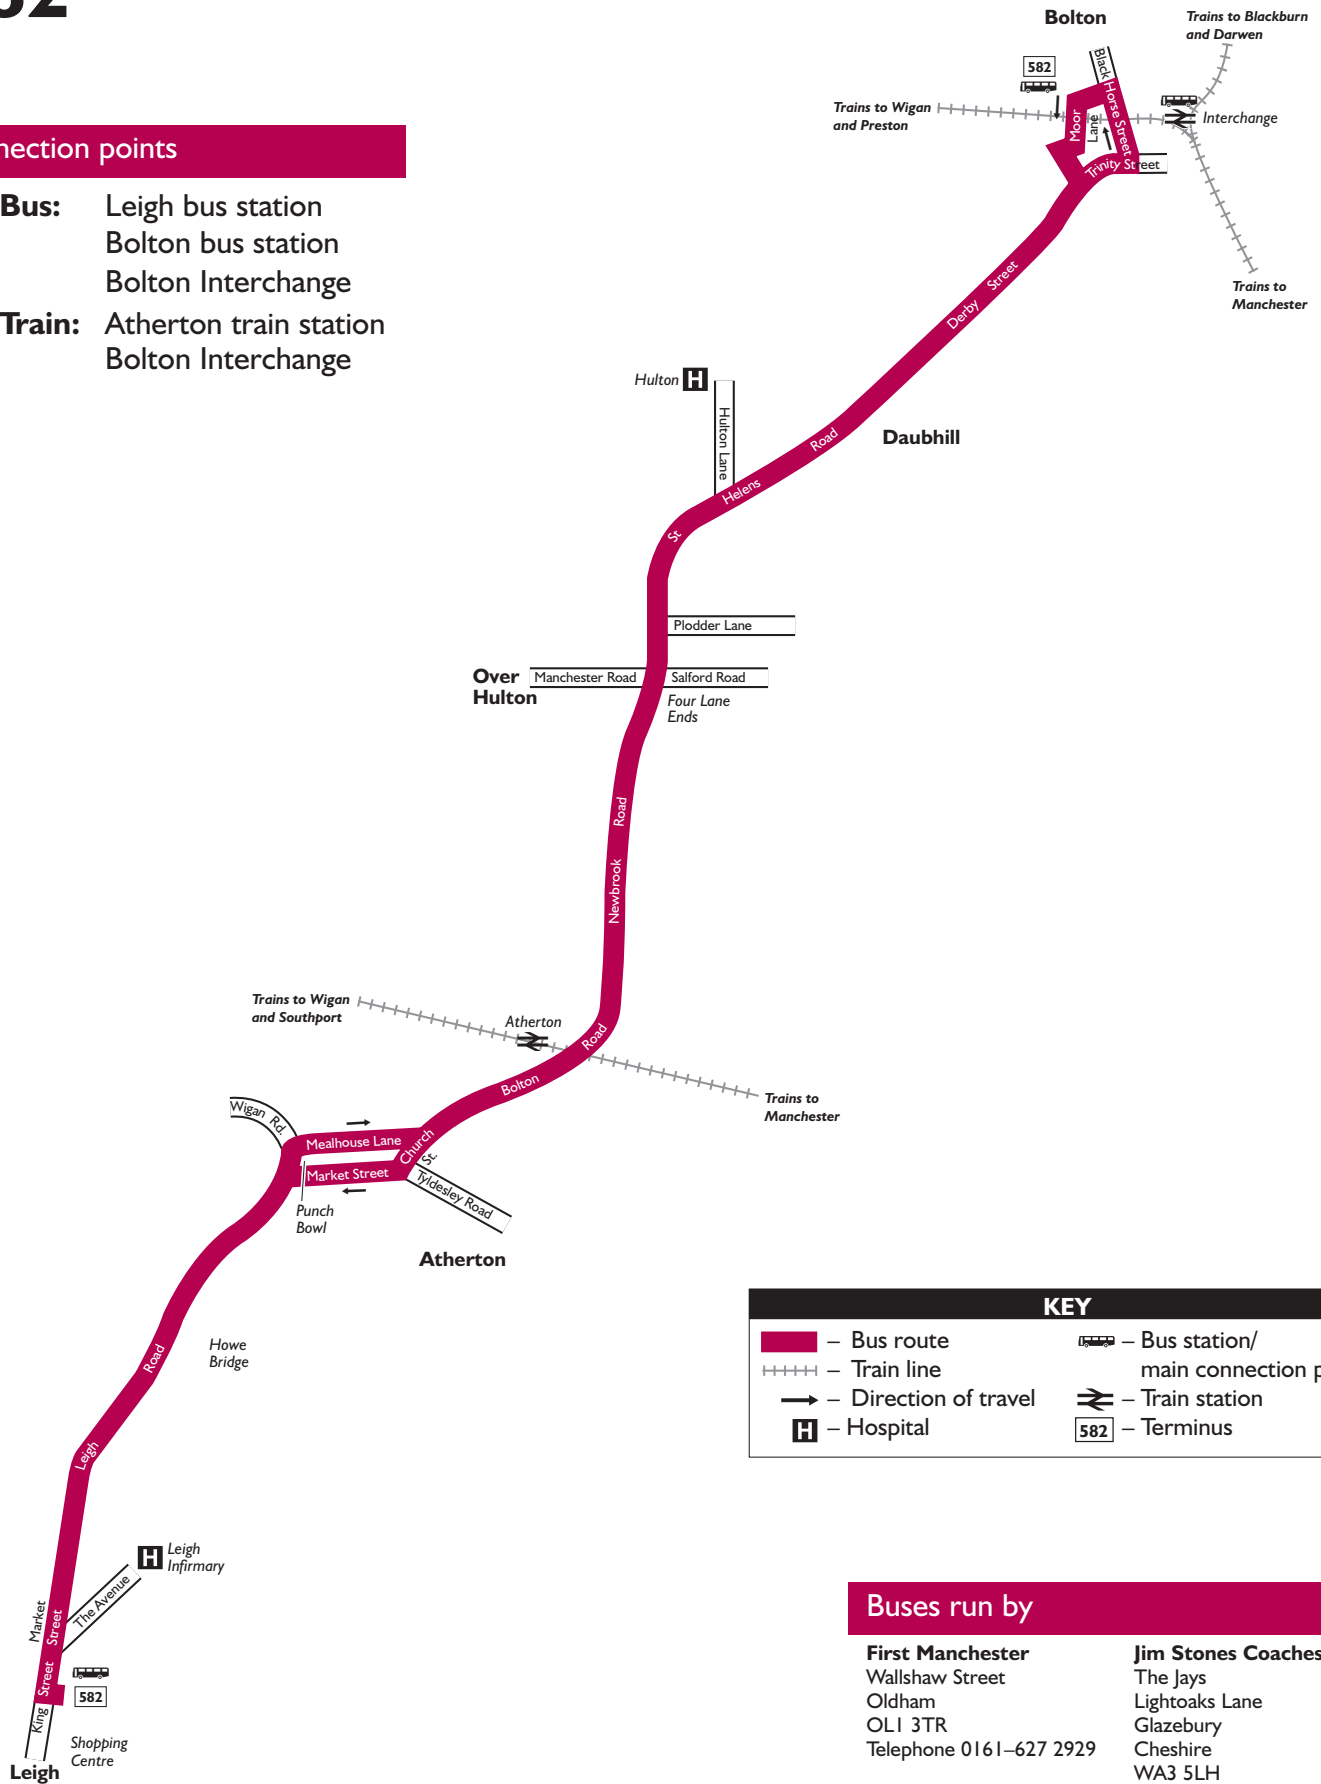 Bolton
Trains to Blackburn
and Darwen
582
Black Horse Street
Trains to Wigan
and Preston
Moor
Lane
Interchange
Trinity Street
Trains to
Manchester
nection points
Bus: Leigh bus station
Bolton bus station
Bolton Interchange
Train: Atherton train station
Bolton Interchange
Derby Street
Hulton H
Hulton Lane
Daubhill
St Helens Road
Plodder Lane
Over
Hulton
Manchester Road
Salford Road
Four Lane
Ends
Newbrook Road
Trains to Wigan
and Southport
Atherton
Bolton Road
Trains to
Manchester
Wigan Rd.
Mealhouse Lane
Church
St.
Market Street
Tyldesley Road
Punch
Bowl
Atherton
Howe
Bridge
Leigh Road
KEY
– Bus route
– Train line
– Direction of travel
H – Hospital
– Bus station/
main connection p
– Train station
582 – Terminus
H Leigh
Infirmary
The Avenue
Market
Street
King Street
582
Shopping
Centre
Leigh
Buses run by
First Manchester
Wallshaw Street
Oldham
OL1 3TR
Telephone 0161–627 2929
Jim Stones Coaches
The Jays
Lightoaks Lane
Glazebury
Cheshire
WA3 5LH